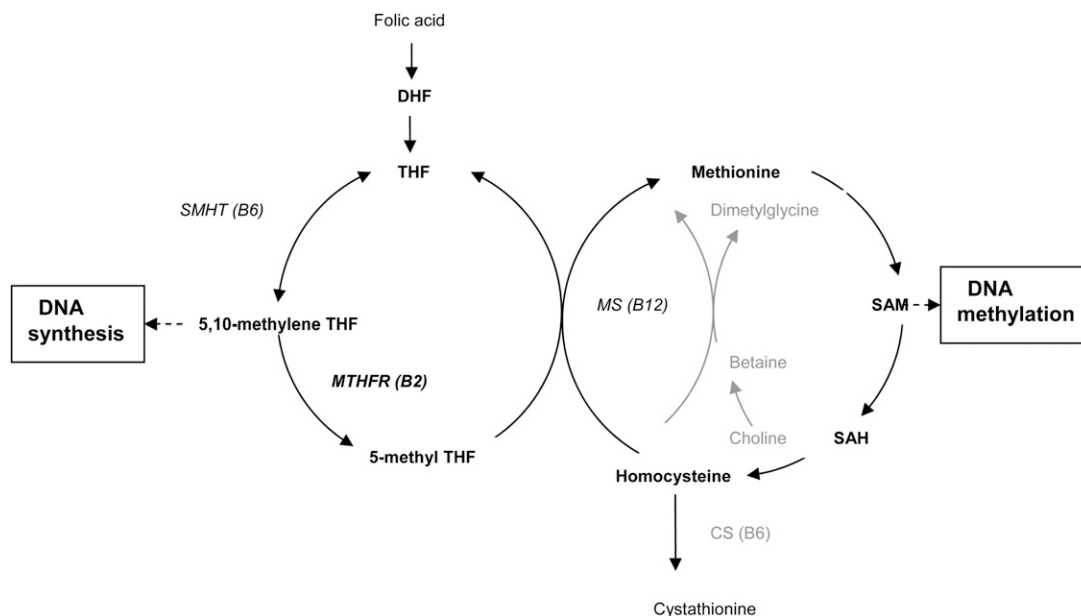 Folic acid
DHF
THF
Methionine
SMHT (B6)
Dimetylglycine
DNA
synthesis
5,10-methylene THF
MS (B12)
SAM
DNA
methylation
MTHFR (B2)
Betaine
5-methyl THF
Choline
SAH
Homocysteine
CS (B6)
Cystathionine